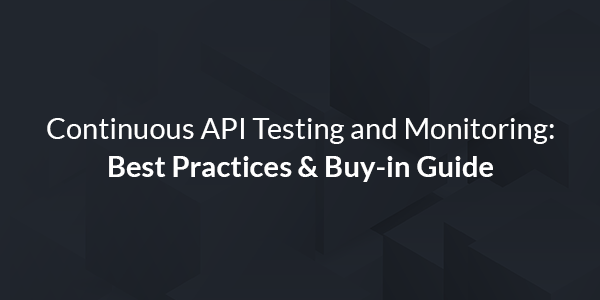 Continuous API Testing and Monitoring:
Best Practices & Buy-in Guide